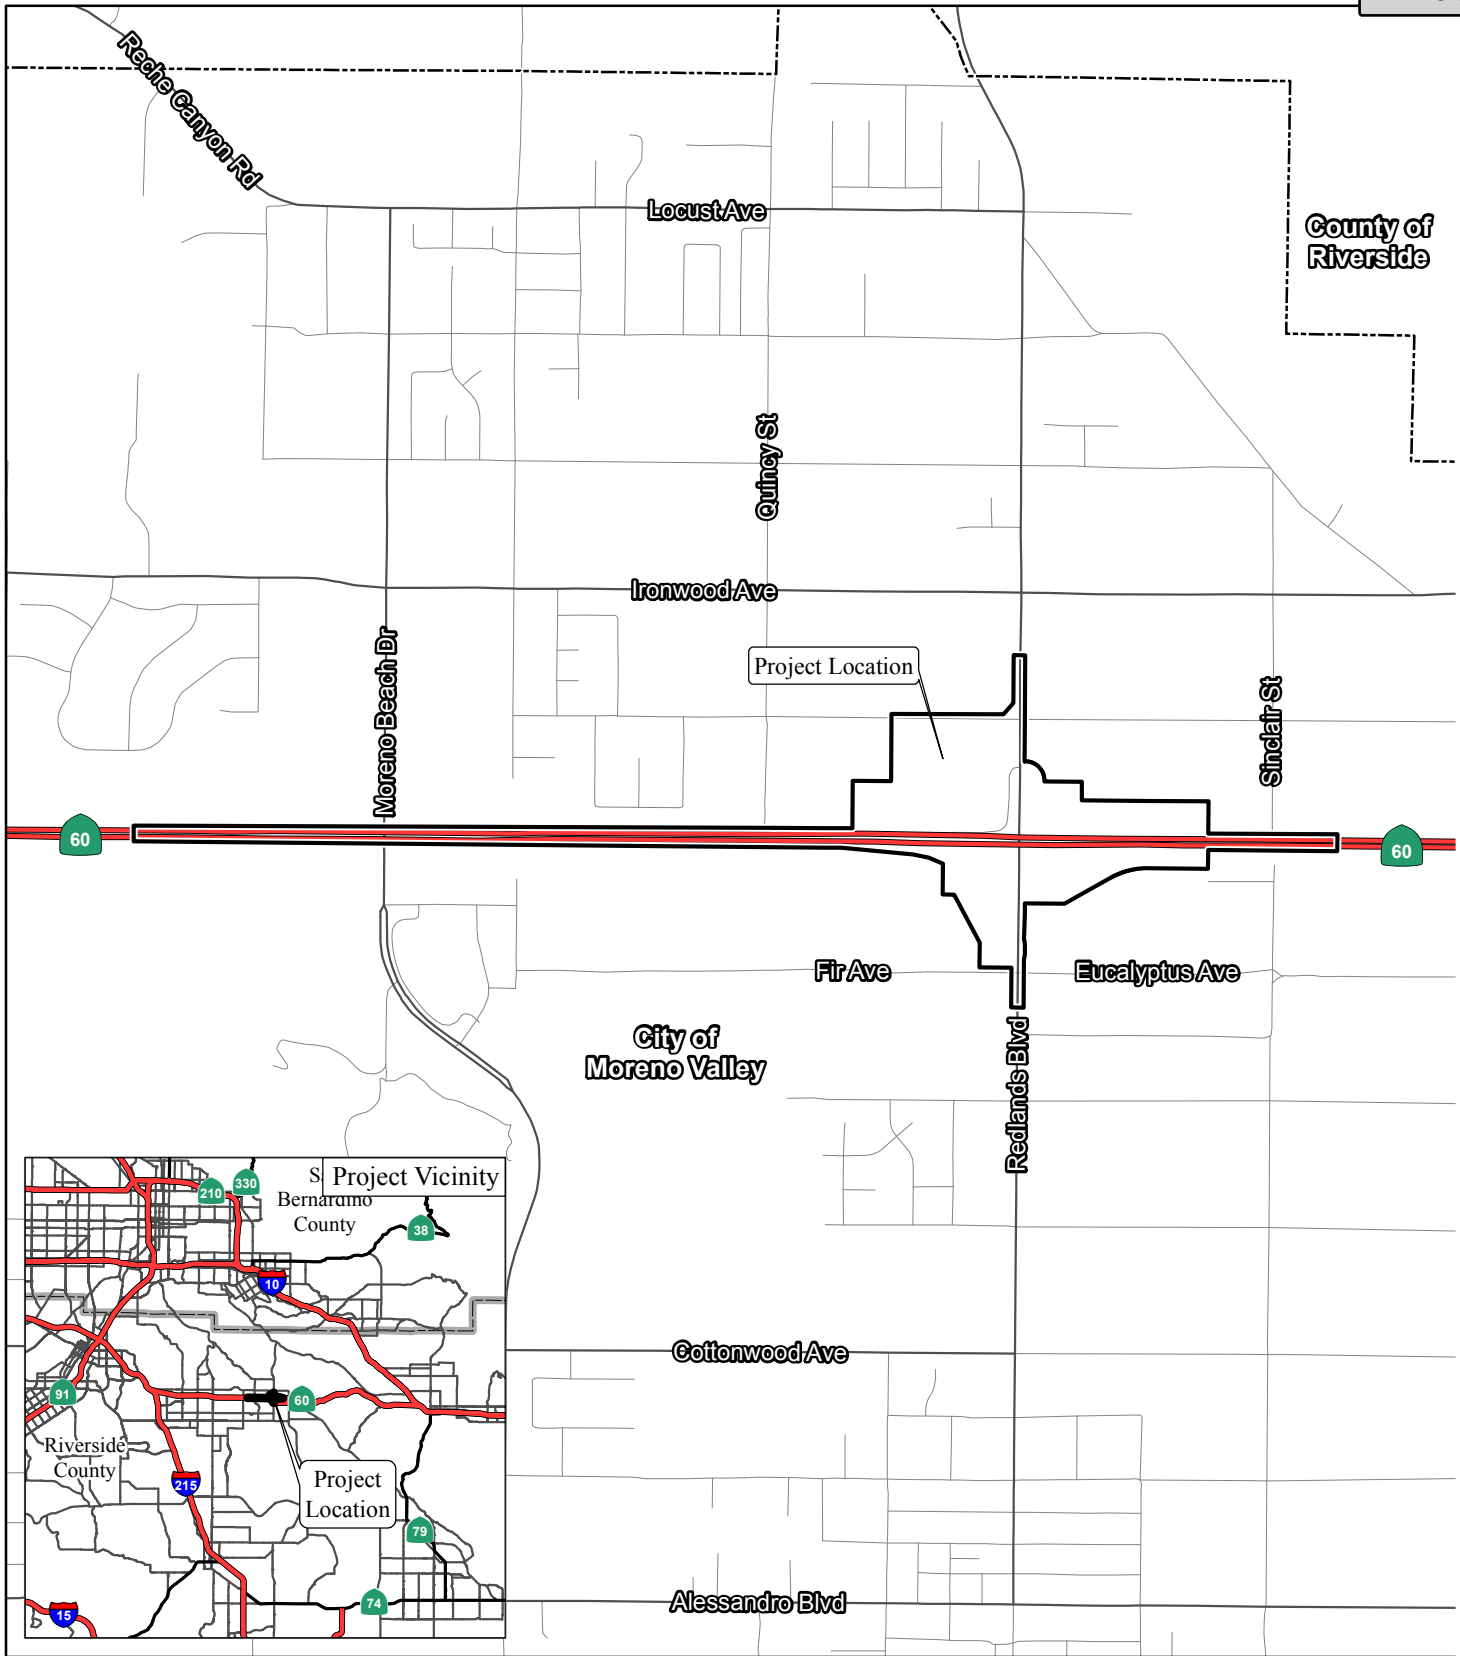 Reche Canyon Rd
Locust Ave
County of
Riverside
Quincy St
Ironwood Ave
Moreno Beach Dr
Project Location
Sinclair St
60
60
Fir Ave
Eucalyptus Ave
City of
Moreno Valley
Redlands Blvd
Project Vicinity
210
330
Bernardino
County
38
10
91
60
Riverside
County
215
Project
Location
79
74
15
Cottonwood Ave
Alessandro Blvd